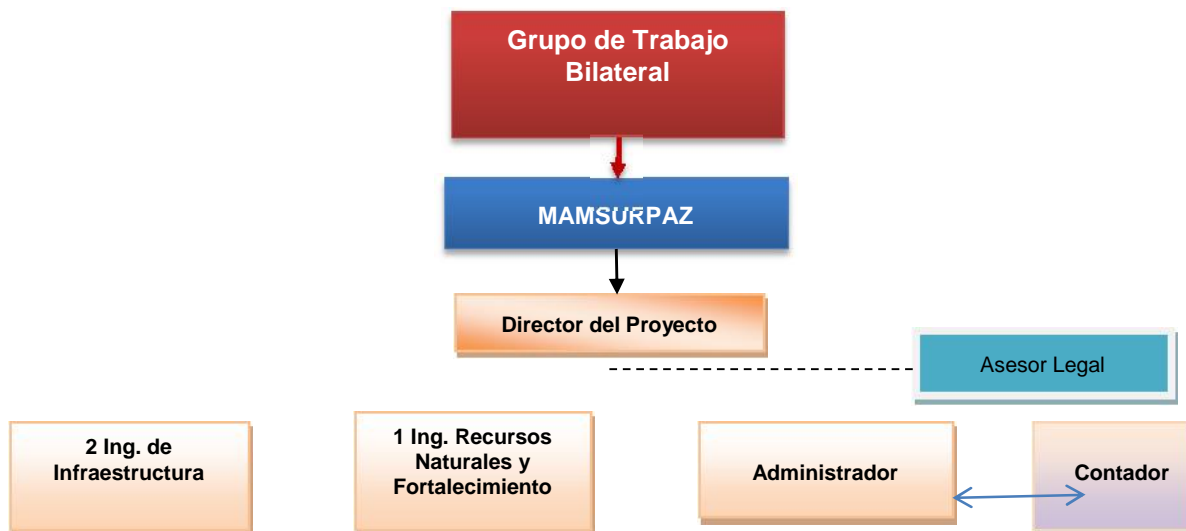 Grupo de Trabajo
Bilateral
MAMSURPAZ
Director del Proyecto
Asesor Legal
2 Ing. de
Infraestructura
1 Ing. Recursos
Naturales y
Fortalecimiento
Administrador
Contador